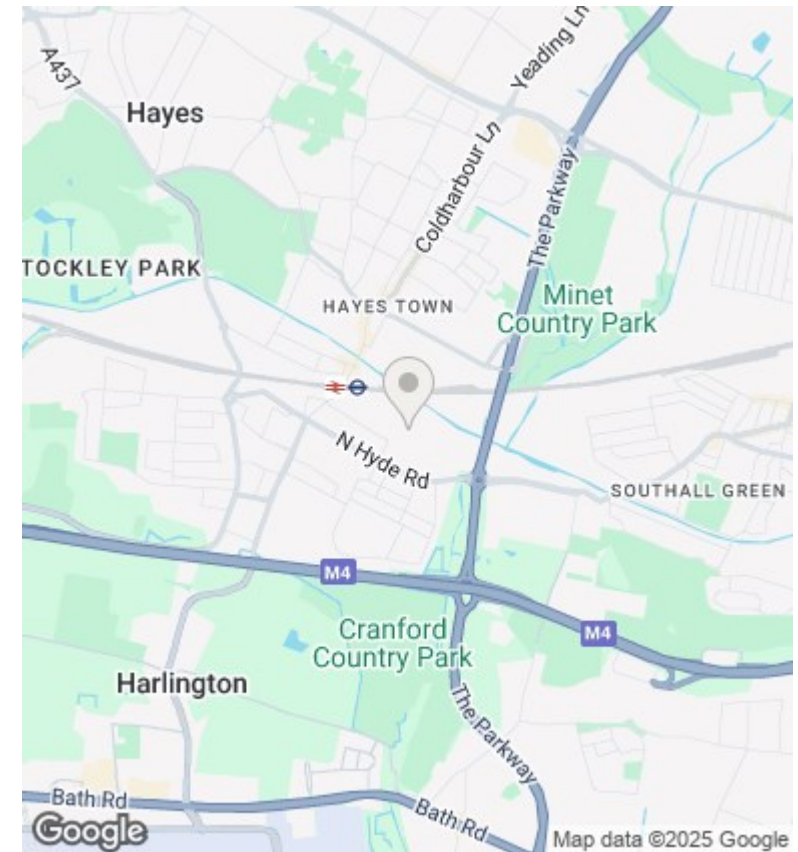 A437
Yeading Ln
Hayes
Coldharbour Ln
The Parkway
TOCKLEY PARK
HAYES TOWN
Minet
Country Park
N Hyde Rd
SOUTHALL GREEN
M4
M4
Cranford
Country Park
Harlington
The Parkway
Bath Rd
Bath Rd
Google
Map data ©2025 Google